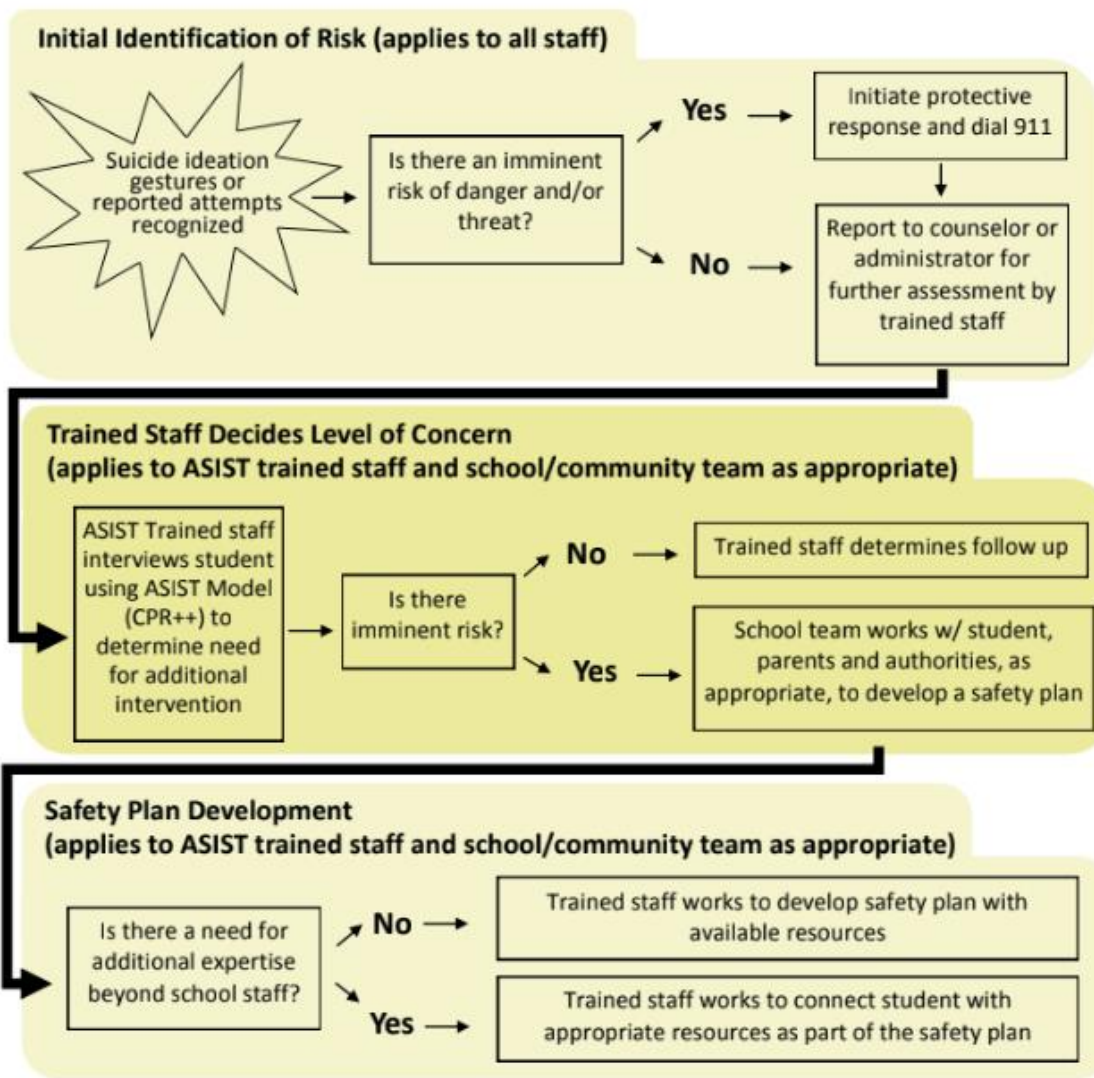 Initial Identification of Risk (applies to all staff)
Suicide ideation
gestures or
reported attempts
recognized
Is there an imminent
risk of danger and/or
threat?
Yes
Initiate protective
response and dial 911
No
Report to counselor or
administrator for
further assessment by
trained staff
Trained Staff Decides Level of Concern
(applies to ASIST trained staff and school/community team as appropriate)
ASIST Trained staff
interviews student
using ASIST Model
(CPR++) to
determine need
for additional
intervention
Is there
imminent risk?
No
Trained staff determines follow up
Yes
School team works w/ student,
parents and authorities, as
appropriate, to develop a safety plan
Safety Plan Development
(applies to ASIST trained staff and school/community team as appropriate)
Is there a need for
additional expertise
beyond school staff?
No
Trained staff works to develop safety plan with
available resources
Yes
Trained staff works to connect student with
appropriate resources as part of the safety plan